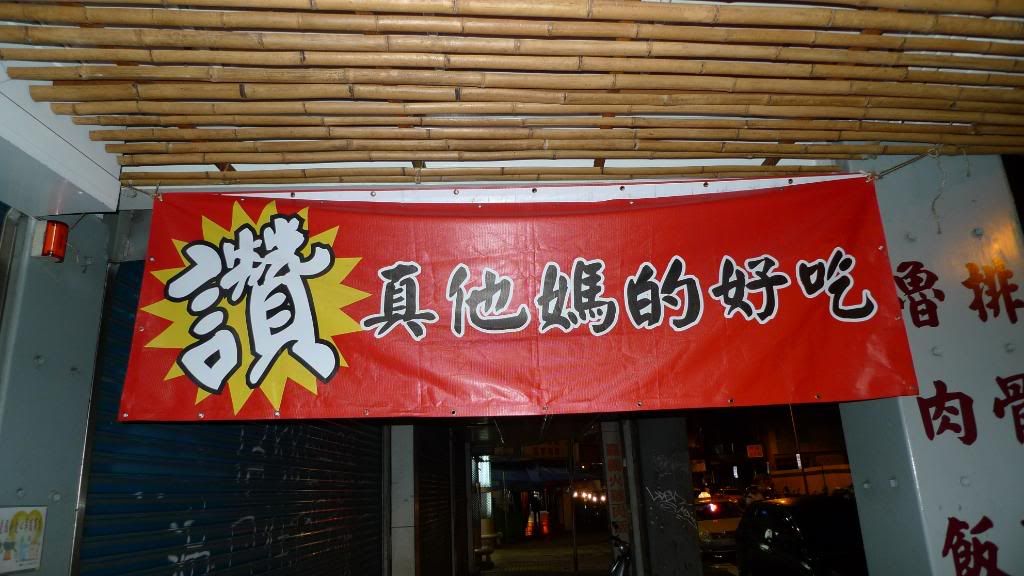 讚 真他媽的好吃
魯肉飯
排骨